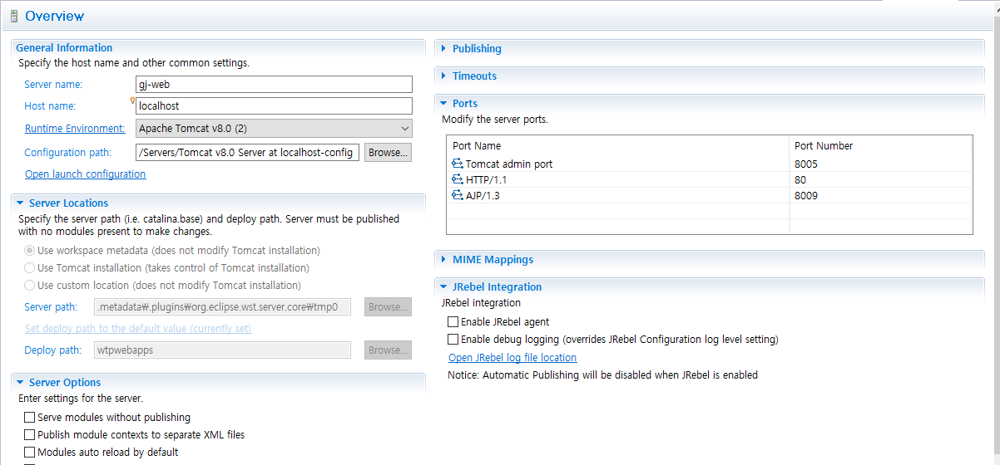 Overview
General Information
Specify the host name and other common settings.
Server name: gj-web
Host name: localhost
Runtime Environment: Apache Tomcat v8.0 (2)
Configuration path: /Servers/Tomcat v8.0 Server at localhost-config Browse...
Open launch configuration
Server Locations
Specify the server path (i.e. catalina.base) and deploy path. Server must be published
with no modules present to make changes.
Use workspace metadata (does not modify Tomcat installation)
Use Tomcat installation (takes control of Tomcat installation)
Use custom location (does not modify Tomcat installation)
Server path: .metadata₩.plugins₩org.eclipse.wst.server.core₩tmp0 Browse...
Set deploy path to the default value (currently set)
Deploy path: wtpwebapps Browse...
Server Options
Enter settings for the server.
Serve modules without publishing
Publish module contexts to separate XML files
Modules auto reload by default
Publishing
Timeouts
Ports
Modify the server ports.
Port Name Port Number
Tomcat admin port 8005
HTTP/1.1 80
AJP/1.3 8009
MIME Mappings
JRebel Integration
JRebel integration
Enable JRebel agent
Enable debug logging (overrides JRebel Configuration log level setting)
Open JRebel log file location
Notice: Automatic Publishing will be disabled when JRebel is enabled